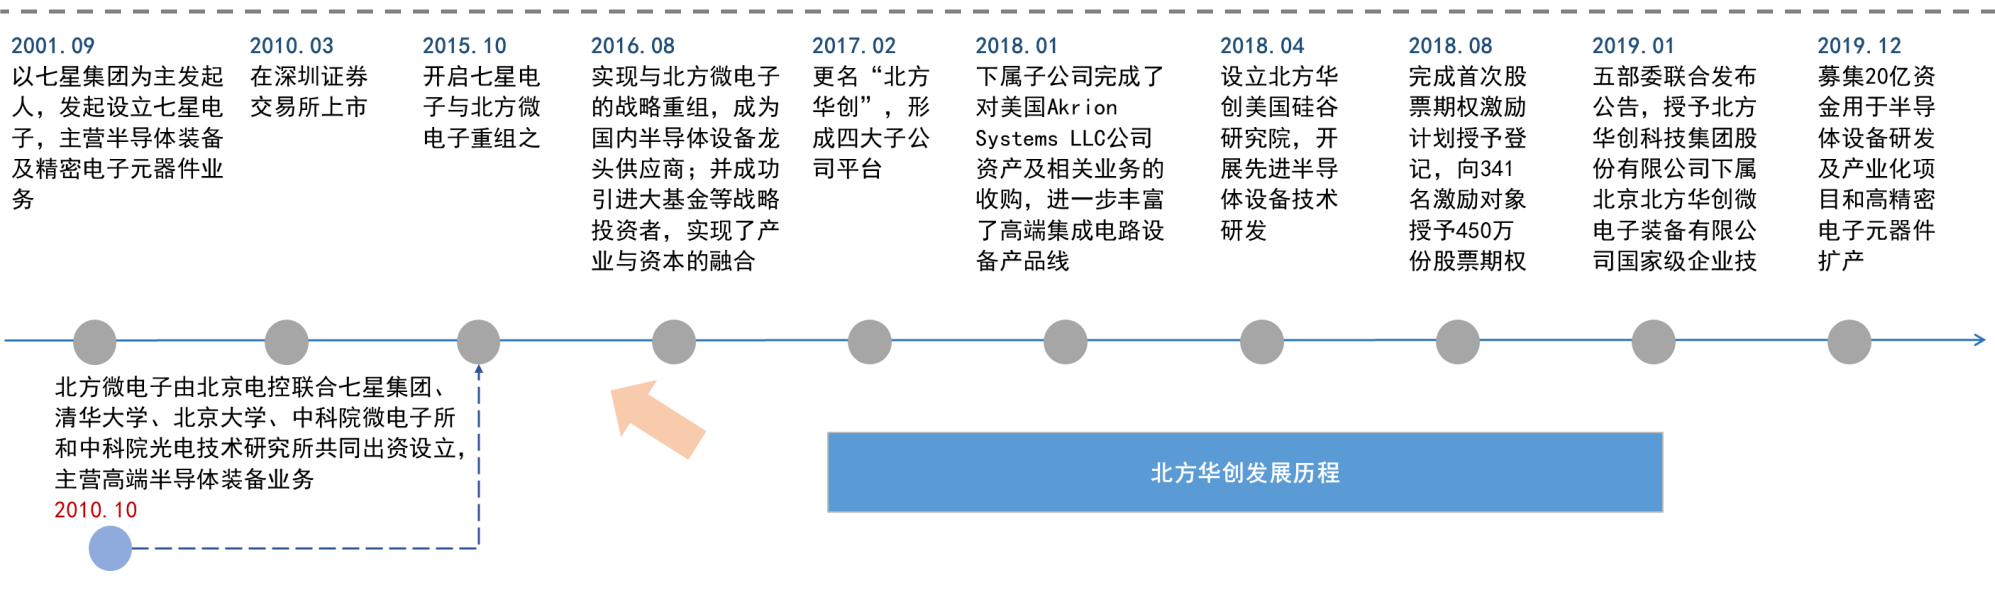 2001.09
以七星集团为主发起
人，发起设立七星电
子，主营半导体装备
及精密电子元器件业
务
2010.03
在深圳证券
交易所上市
2015.10
开启七星电
子与北方微
电子重组之
2016.08
实现与北方微电子
的战略重组，成为
国内半导体设备龙
头供应商；并成功
引进大基金等战略
投资者，实现了产
业与资本的融合
2017.02
更名“北方
华创”，形
成四大子公
司平台
2018.01
下属子公司完成了
对美国Akrion
Systems LLC公司
资产及相关业务的
收购，进一步丰富
了高端集成电路设
备产品线
2018.04
设立北方华
创美国硅谷
研究院，开
展先进半导
体设备技术
研发
2018.08
完成首次股
票期权激励
计划授予登
记，向341
名激励对象
授予450万
份股票期权
2019.01
五部委联合发布
公告，授予北方
华创科技集团股
份有限公司下属
北京北方华创微
电子装备有限公
司国家级企业技
2019.12
募集20亿资
金用于半导
体设备研发
及产业化项
目和高精密
电子元器件
扩产
北方微电子由北京电控联合七星集团、
清华大学、北京大学、中科院微电子所
和中科院光电技术研究所共同出资设立，
主营高端半导体装备业务
2010.10
北方华创发展历程